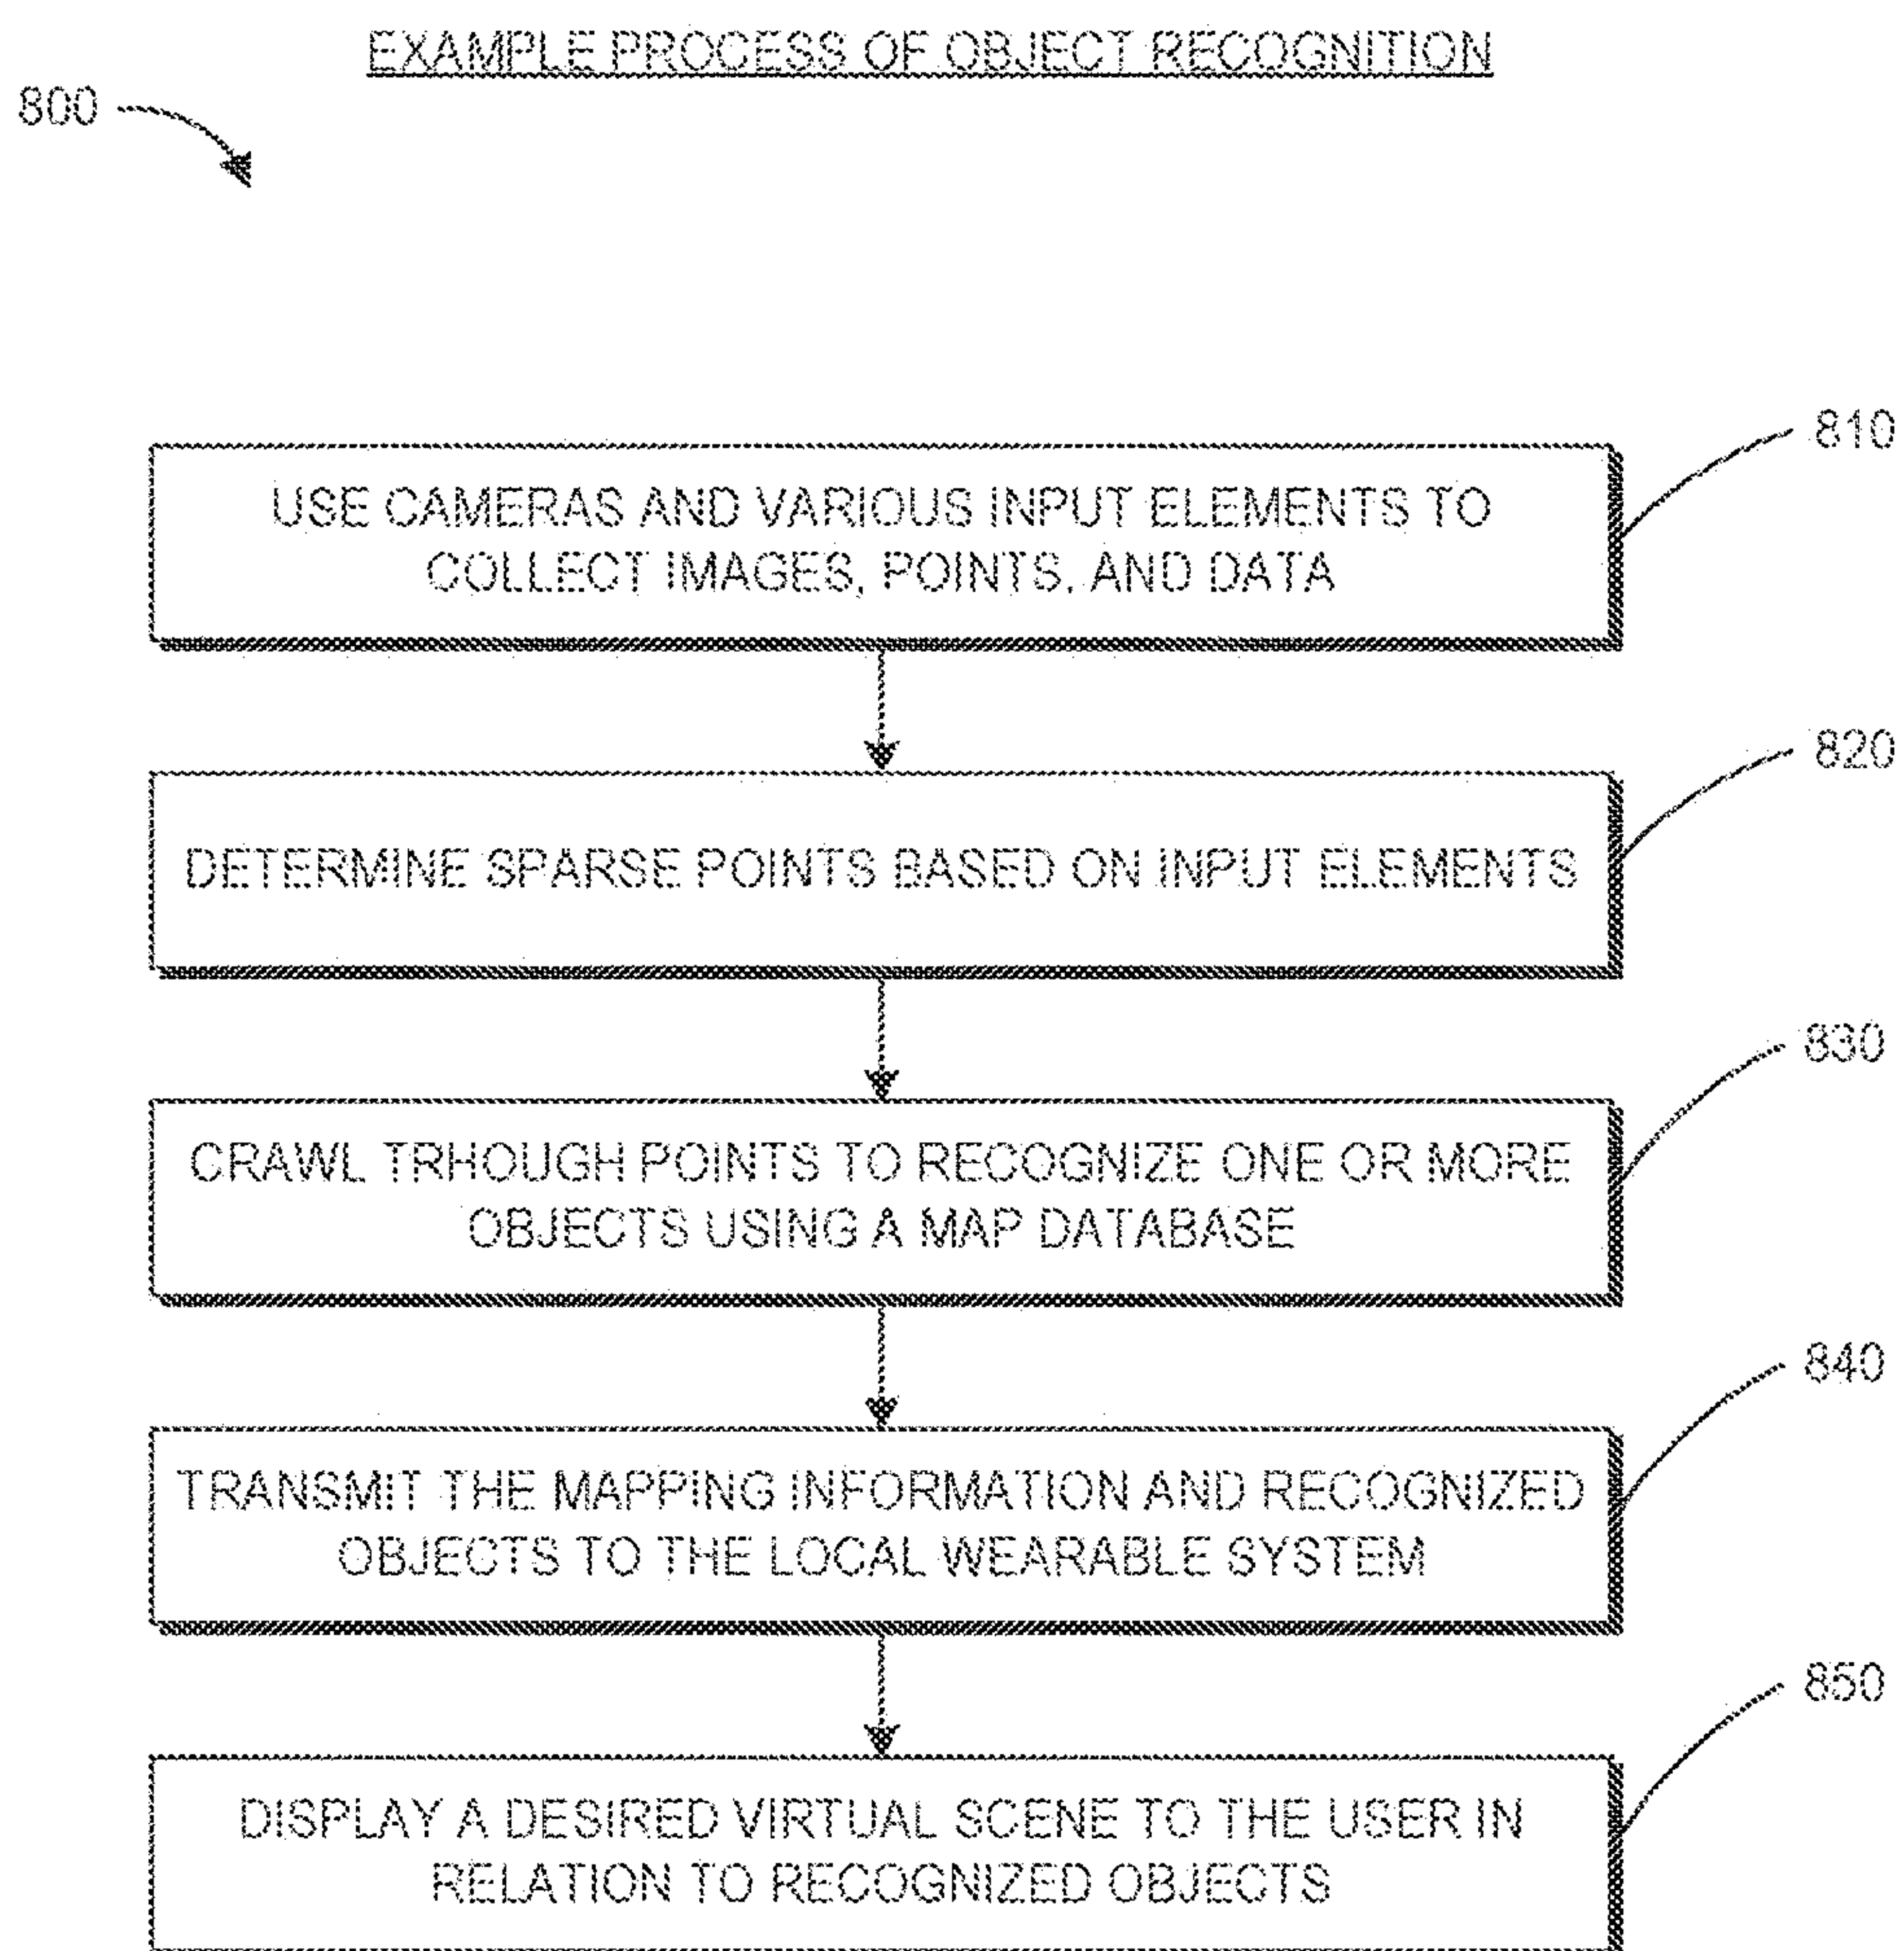 EXAMPLE PROCESS OF OBJECT RECOGNITION
800
810
USE CAMERAS AND VARIOUS INPUT ELEMENTS TO
COLLECT IMAGES, POINTS, AND DATA
820
DETERMINE SPARSE POINTS BASED ON INPUT ELEMENTS
830
CRAWL TRHOUGH POINTS TO RECOGNIZE ONE OR MORE
OBJECTS USING A MAP DATABASE
840
TRANSMIT THE MAPPING INFORMATION AND RECOGNIZED
OBJECTS TO THE LOCAL WEARABLE SYSTEM
850
DISPLAY A DESIRED VIRTUAL SCENE TO THE USER IN
RELATION TO RECOGNIZED OBJECTS